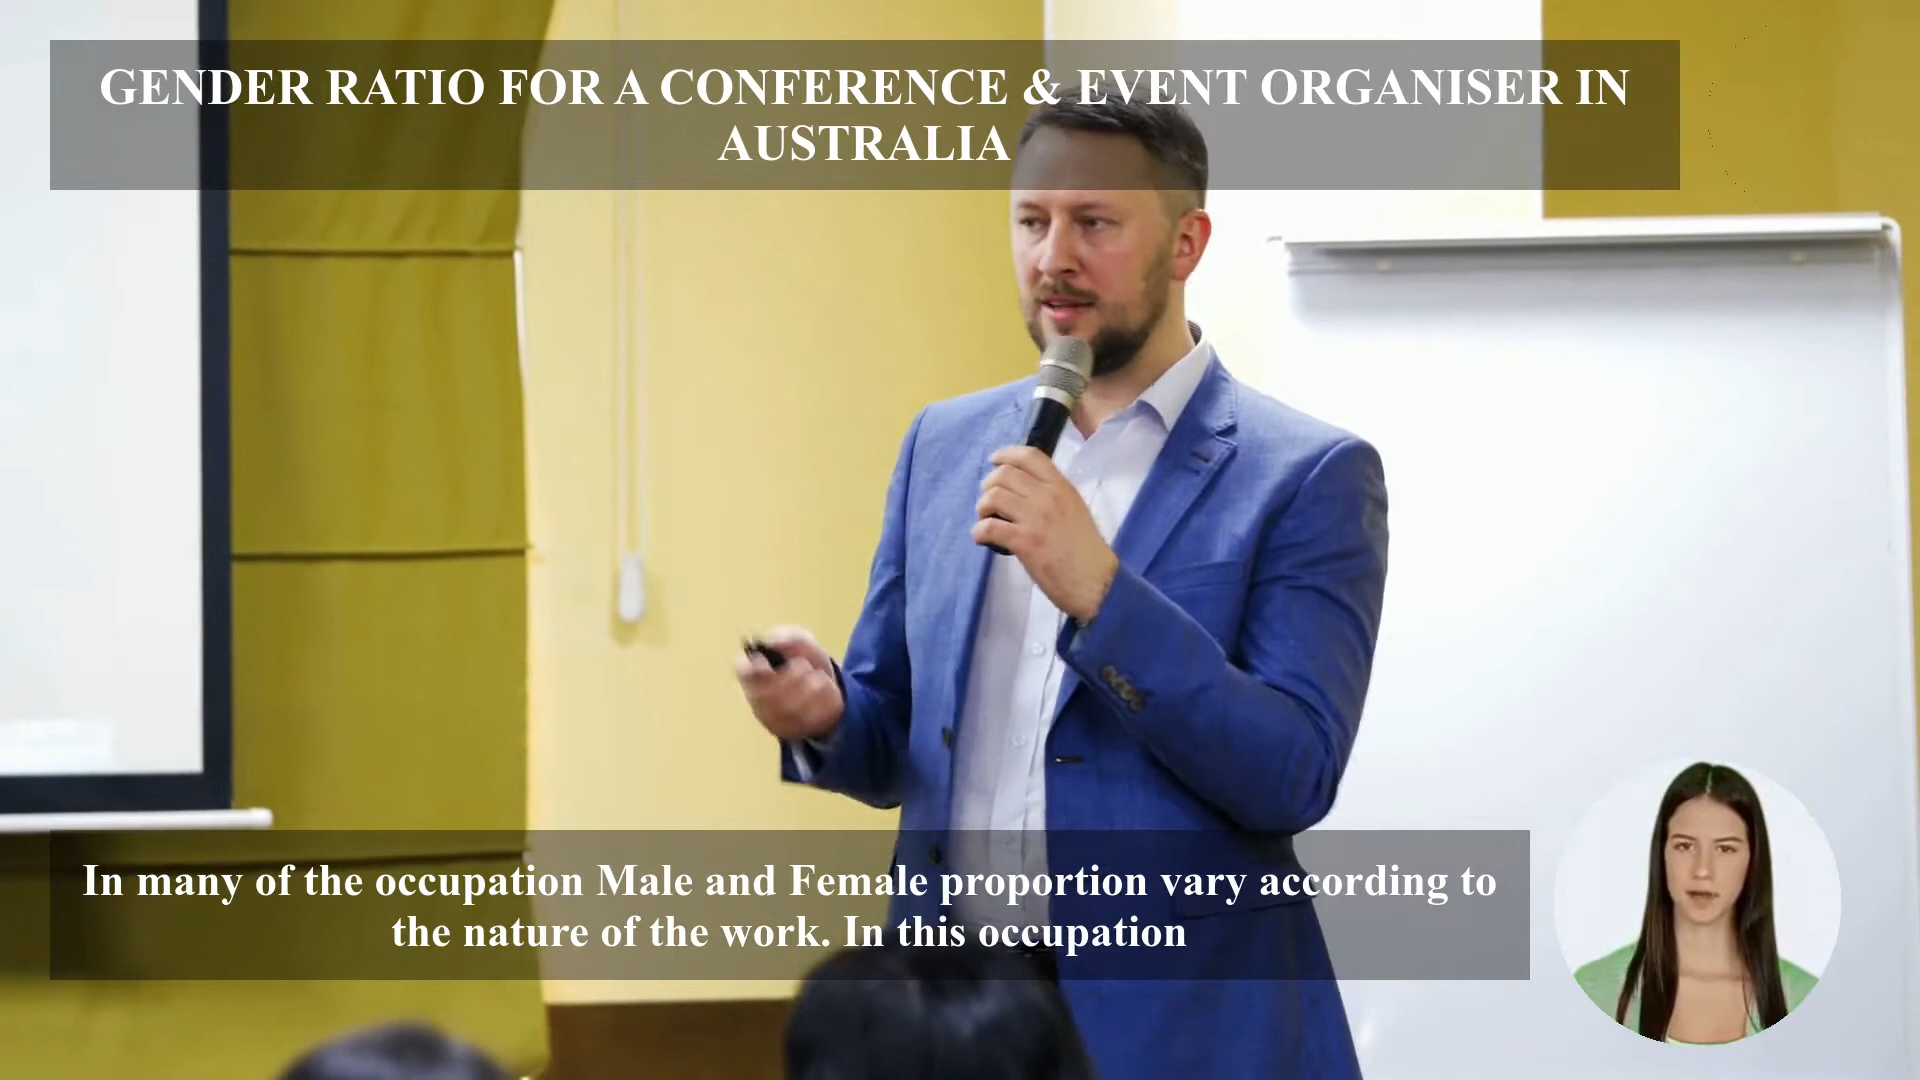 GENDER RATIO FOR A CONFERENCE & EVENT ORGANISER IN
AUSTRALIA
In many of the occupation Male and Female proportion vary according to
the nature of the work. In this occupation